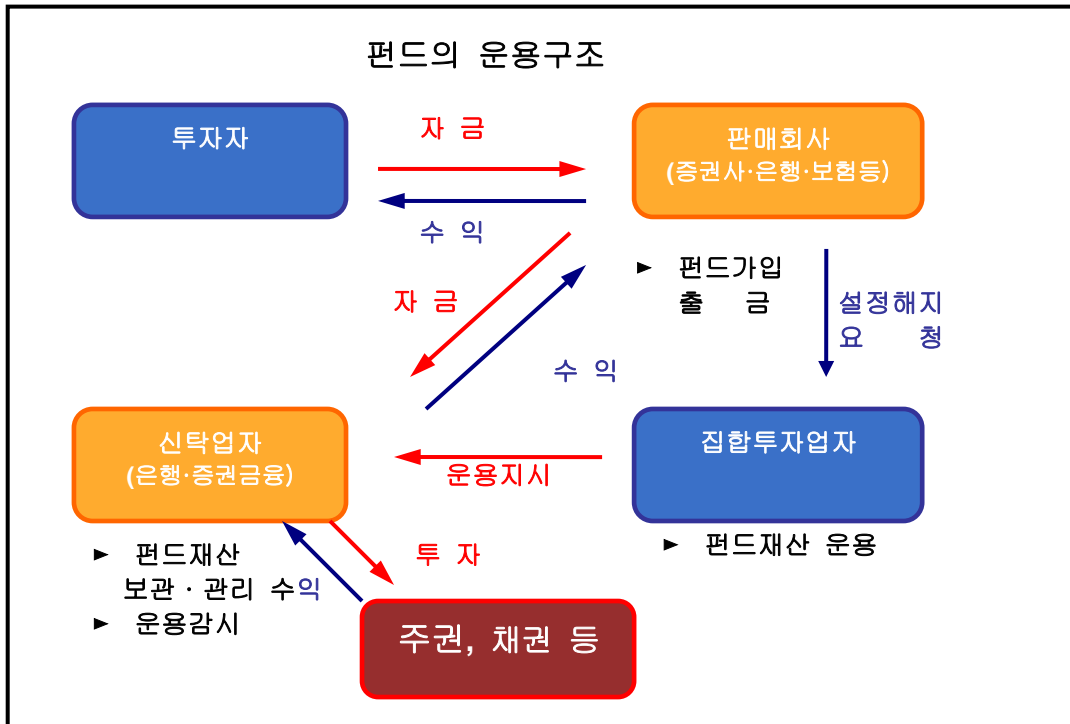 펀드의 운용구조
투자자
자 금
판매회사
(증권사·은행·보험등)
수 익
► 펀드가입
출 금
자 금
설정해지
요 청
수 익
신탁업자
(은행·증권금융)
집합투자업자
운용지시
► 펀드재산
보관·관리 수익
► 운용감시
투 자
► 펀드재산 운용
주권, 채권 등